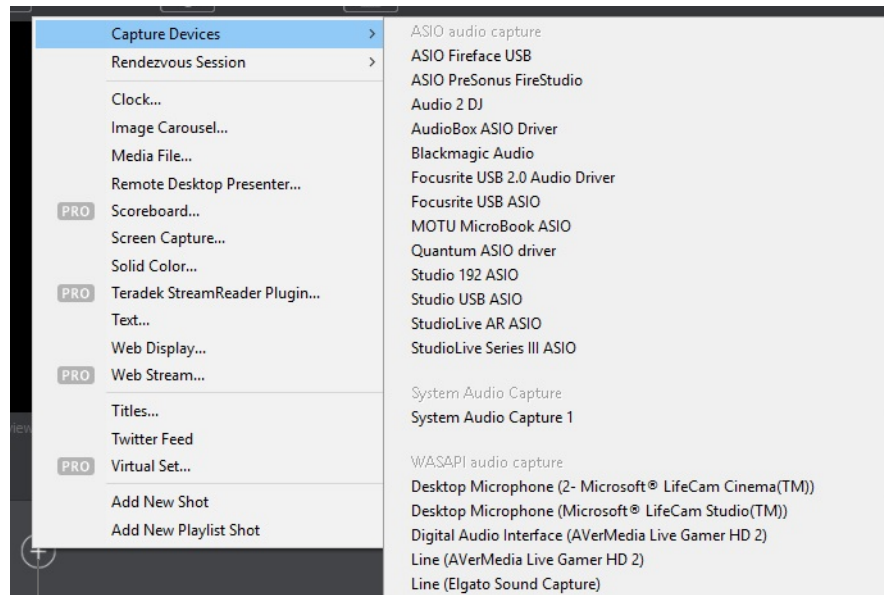 Capture Devices
Rendezvous Session
Clock...
Image Carousel...
Media File...
Remote Desktop Presenter...
PRO Scoreboard...
Screen Capture...
Solid Color...
PRO Teradek StreamReader Plugin...
Text...
Web Display...
PRO Web Stream...
Titles...
Twitter Feed
PRO Virtual Set...
Add New Shot
Add New Playlist Shot
ASIO audio capture
ASIO Fireface USB
ASIO PreSonus FireStudio
Audio 2 DJ
AudioBox ASIO Driver
Blackmagic Audio
Focusrite USB 2.0 Audio Driver
Focusrite USB ASIO
MOTU MicroBook ASIO
Quantum ASIO driver
Studio 192 ASIO
Studio USB ASIO
StudioLive AR ASIO
StudioLive Series III ASIO
System Audio Capture
System Audio Capture 1
WASAPI audio capture
Desktop Microphone (2- Microsoft® LifeCam Cinema(TM))
Desktop Microphone (Microsoft® LifeCam Studio(TM))
Digital Audio Interface (AVerMedia Live Gamer HD 2)
Line (AVerMedia Live Gamer HD 2)
Line (Elgato Sound Capture)